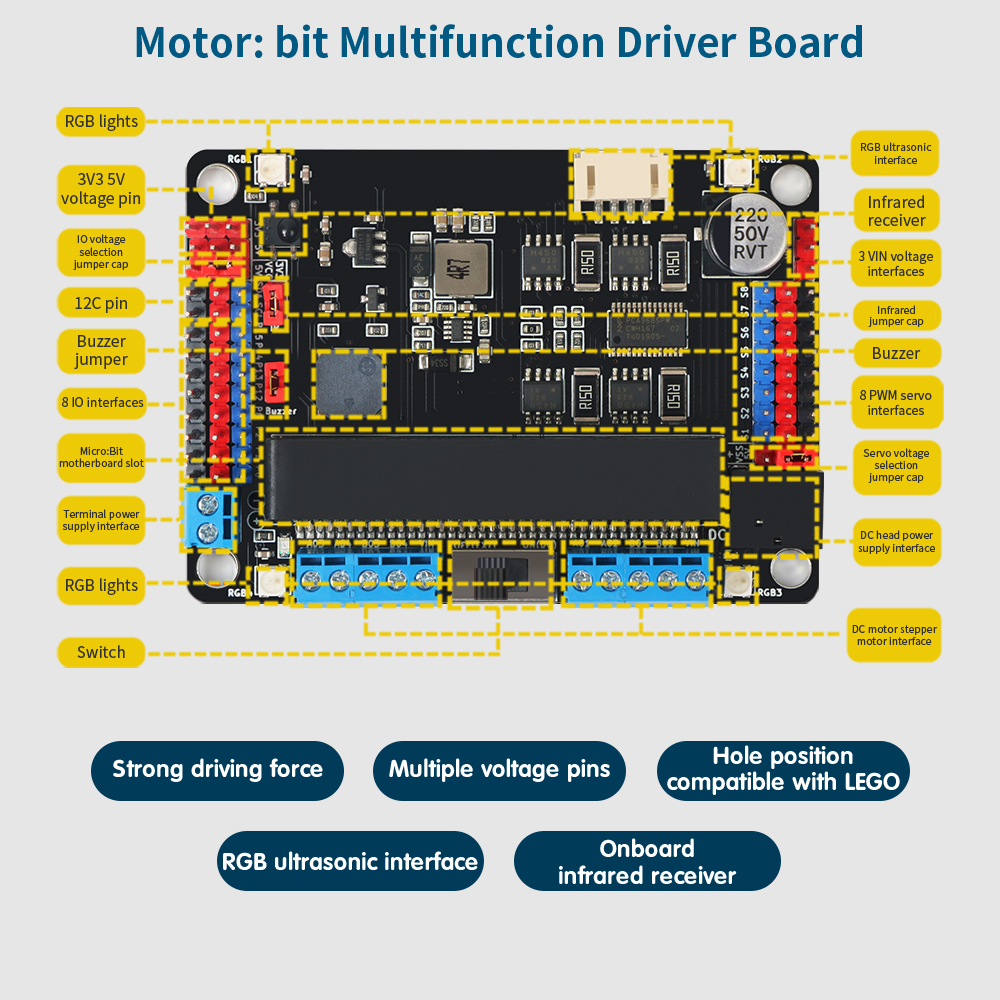 Motor: bit Multifunction Driver Board
RGB lights
3V3 5V
voltage pin
IO voltage
selection
jumper cap
12C pin
Buzzer
jumper
8 IO interfaces
Micro:Bit
motherboard slot
Terminal power
supply interface
RGB lights
Switch
RGB ultrasonic
interface
Infrared
receiver
3 VIN voltage
interfaces
Infrared
jumper cap
Buzzer
8 PWM servo
interfaces
Servo voltage
selection
jumper cap
DC head power
supply interface
DC motor stepper
motor interface
RGB2
220
50V
RVT
4R7
R150
R150
R150
R150
S8
S7
S6
S5
S4
S3
S2
Buzzer
DC
RGB3
Strong driving force
Multiple voltage pins
Hole position
compatible with LEGO
RGB ultrasonic interface
Onboard
infrared receiver